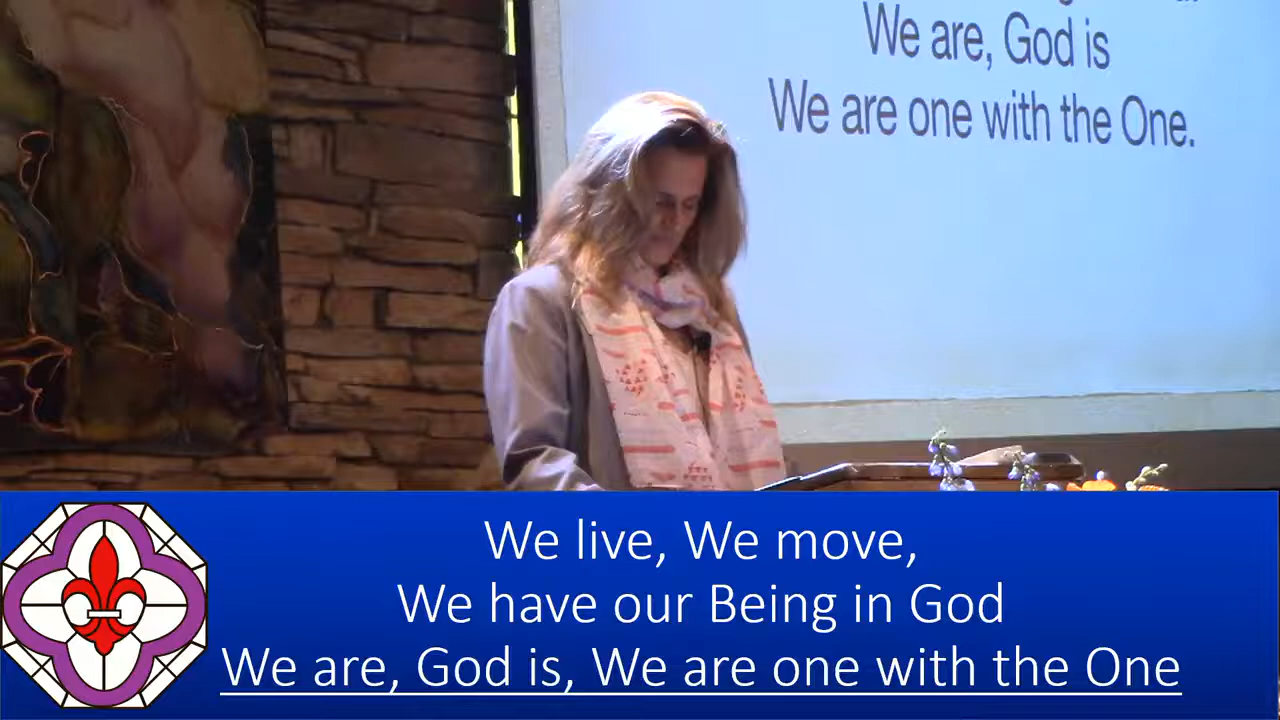 We are, God is
We are one with the One.
We live, We move,
We have our Being in God
We are, God is, We are one with the One